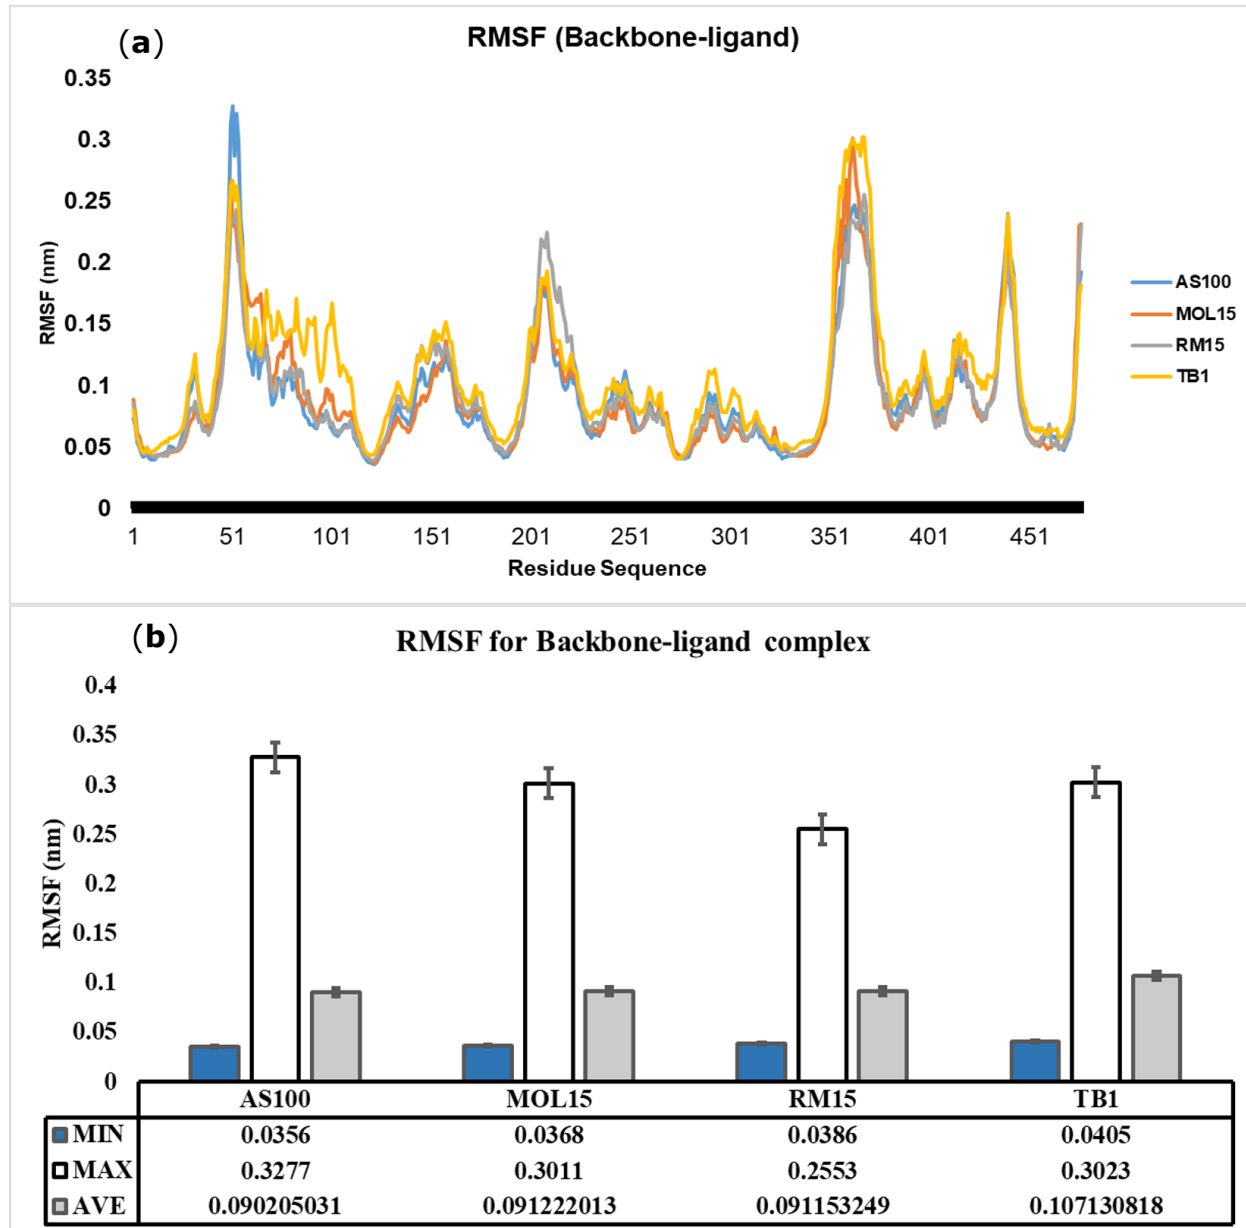 (a)
RMSF (Backbone-ligand)
0.35
0.3
0.25
0.2
0.15
0.1
0.05
0
RMSF (nm)
1 51 101 151 201 251 301 351 401 451
Residue Sequence
AS100
MOL15
RM15
TB1
(b)
RMSF for Backbone-ligand complex
0.4
0.35
0.3
0.25
0.2
0.15
0.1
0.05
0
RMSF (nm)
AS100 MOL15 RM15 TB1
MIN 0.0356 0.0368 0.0386 0.0405
MAX 0.3277 0.3011 0.2553 0.3023
AVE 0.090205031 0.091222013 0.091153249 0.107130818